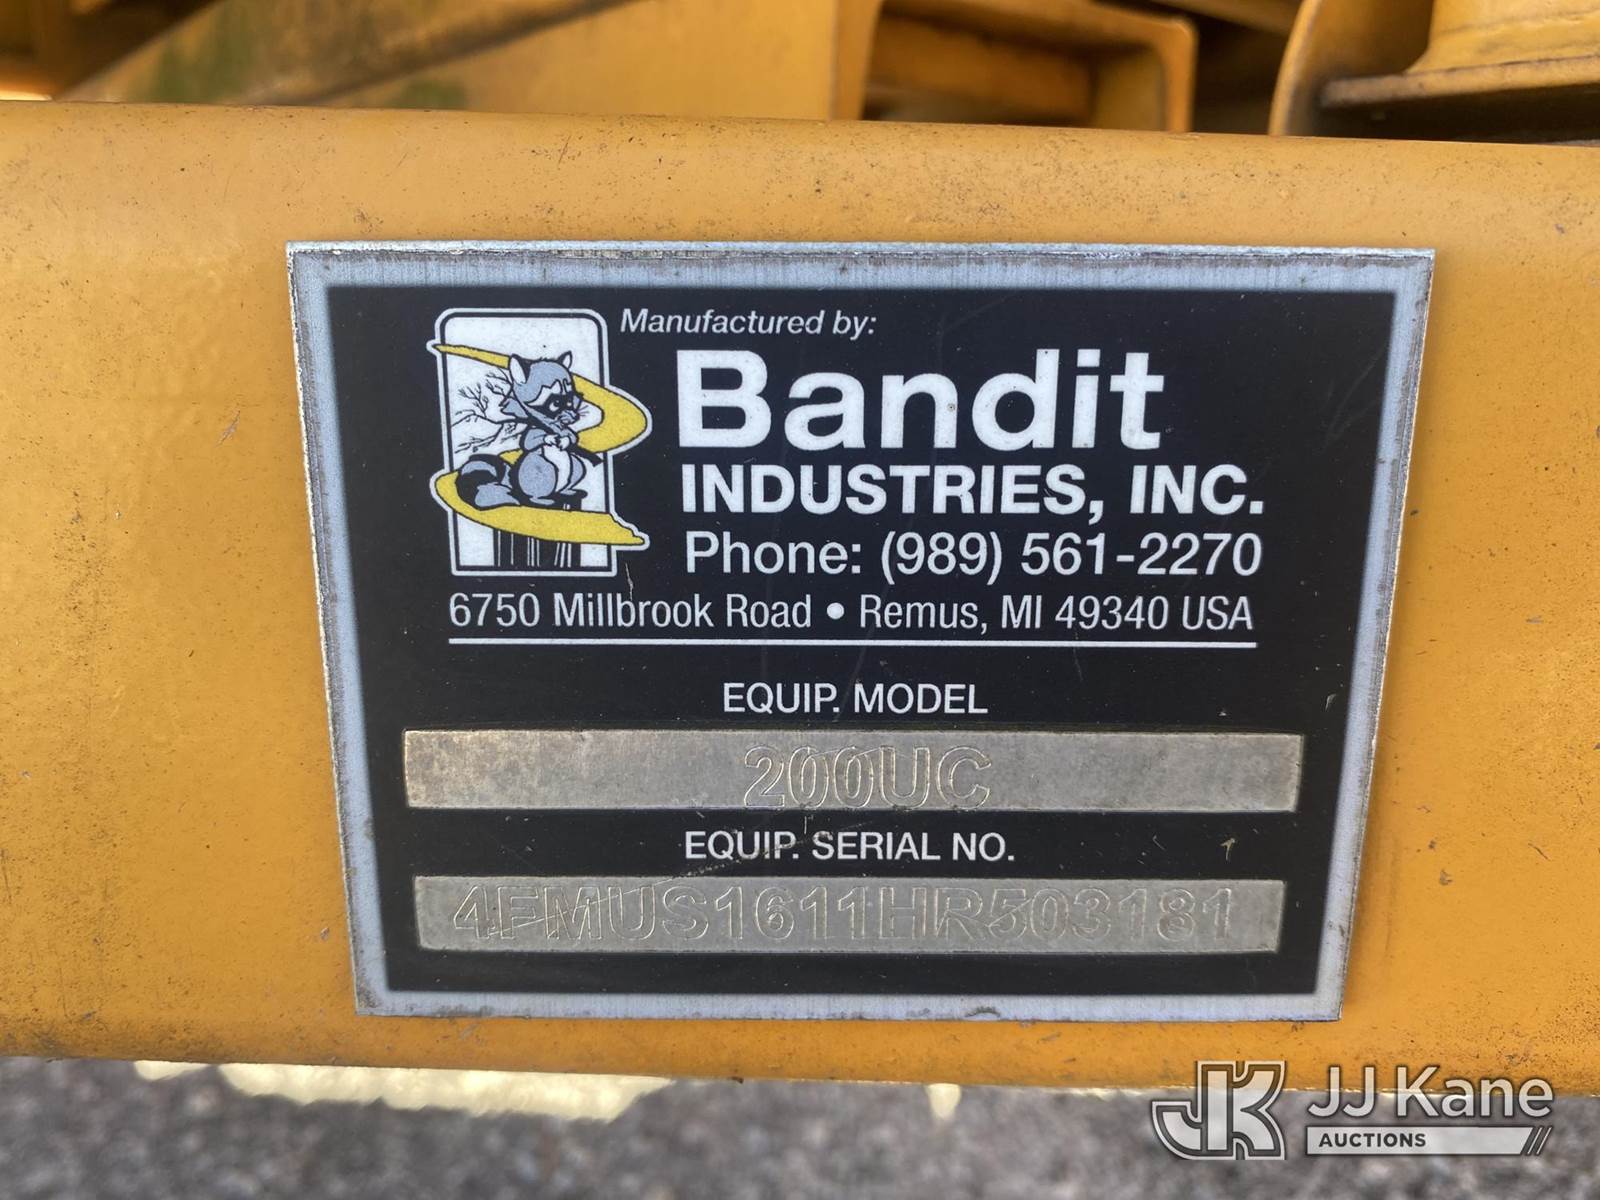 Manufactured by:
Bandit
INDUSTRIES, INC.
Phone: (989) 561-2270
6750 Millbrook Road • Remus, MI 49340 USA
EQUIP. MODEL
200UC
EQUIP. SERIAL NO.
4FMUS1611HR503181
JK JJ Kane
AUCTIONS